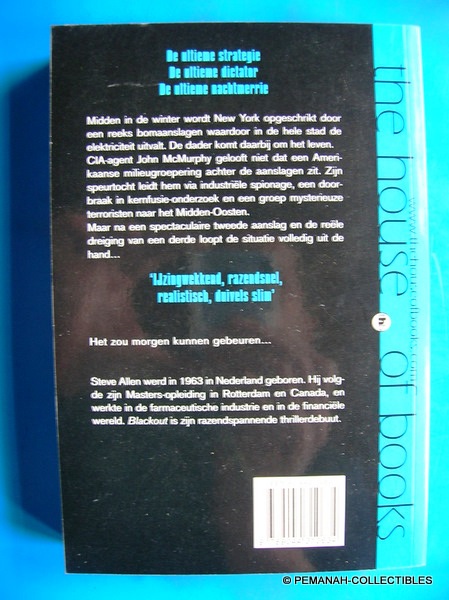 De ultieme strategie
De ultieme dictator
De ultieme nachtmerrie
Midden in de winter wordt New York opgeschrikt door
een reeks bomaanslagen waardoor in de hele stad de
elektriciteit uitvalt. De dader komt daarbij om het leven.
CIA-agent John McMurphy gelooft niet dat een Ameri-
kaanse milieugroepering achter de aanslagen zit. Zijn
speurtocht leidt hem via industriële spionage, een door-
braak in kernfusie-onderzoek en een groep mysterieuze
terroristen naar het Midden-Oosten.
Maar na een spectaculaire tweede aanslag en de reële
dreiging van een derde loopt de situatie volledig uit de
hand...
'IJzingwekkend, razendsnel,
realistisch, duivels slim'
Het zou morgen kunnen gebeuren...
Steve Allen werd in 1963 in Nederland geboren. Hij volg-
de zijn Masters-opleiding in Rotterdam en Canada, en
werkte in de farmaceutische industrie en in de financiële
wereld. Blackout is zijn razendspannende thrillerdebuut.
the house of books
www.thehouseofbooks.com
h
© PEMANAH-COLLECTIBLES